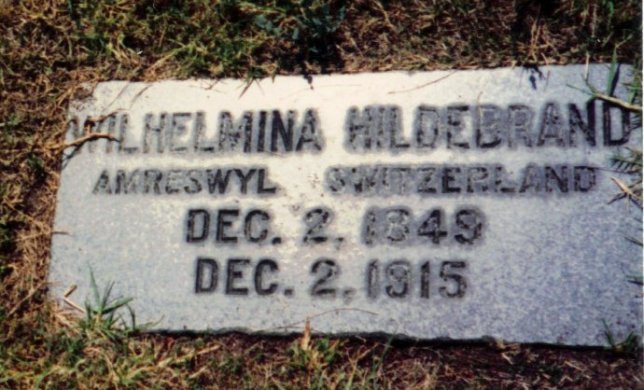 WILHELMINA HILDEBRAND
AMRESWYL SWITZERLAND
DEC. 2, 1849
DEC. 2, 1915